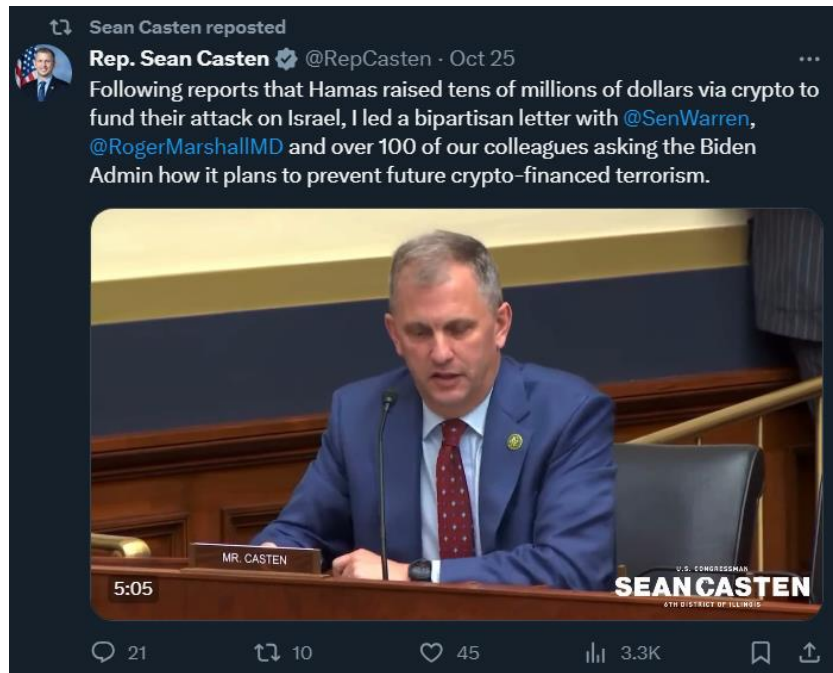 Sean Casten reposted
Rep. Sean Casten @RepCasten · Oct 25
Following reports that Hamas raised tens of millions of dollars via crypto to
fund their attack on Israel, I led a bipartisan letter with @SenWarren,
@RogerMarshallMD and over 100 of our colleagues asking the Biden
Admin how it plans to prevent future crypto-financed terrorism.
MR. CASTEN
5:05
U.S. CONGRESSMAN
SEAN CASTEN
6TH DISTRICT OF ILLINOIS
21 10 45 3.3K